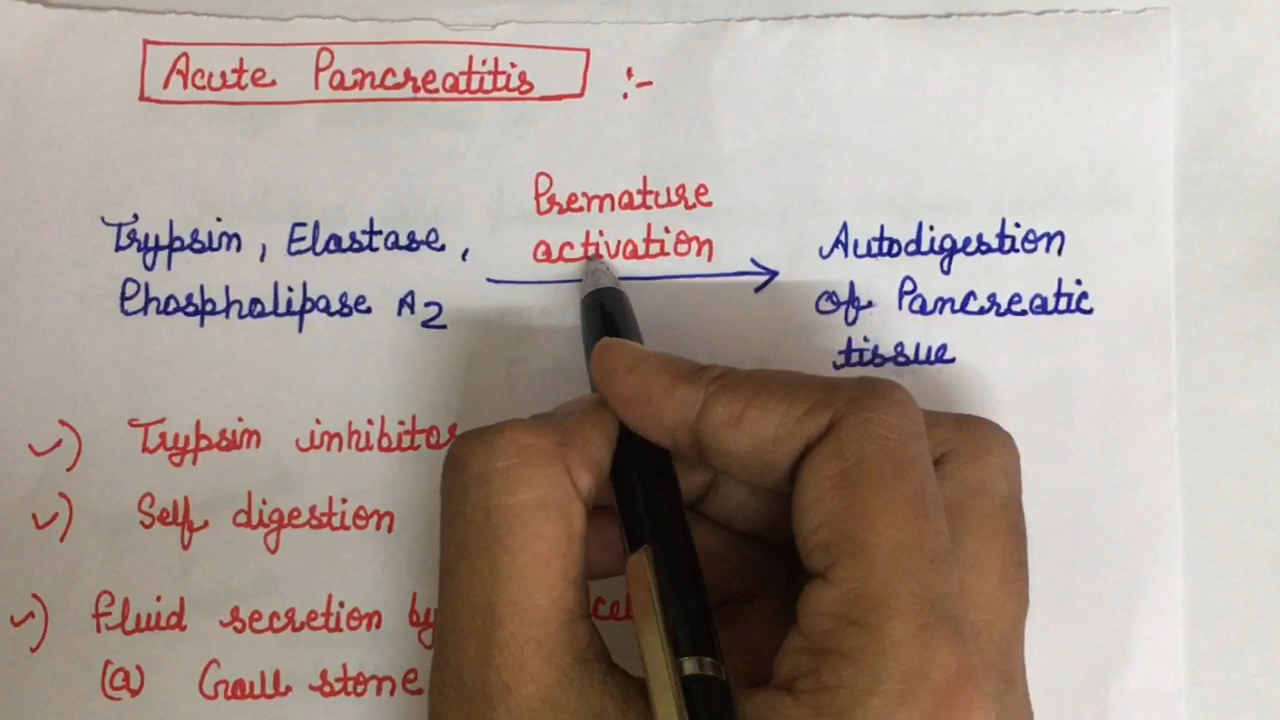 Acute Pancreatitis :-
Premature
activation
Trypsin, Elastase,
Phospholipase A2
Autodigestion
of Pancreatic
tissue
Trypsin inhibitor
Self digestion
Fluid secretion by
(a) Gall stone